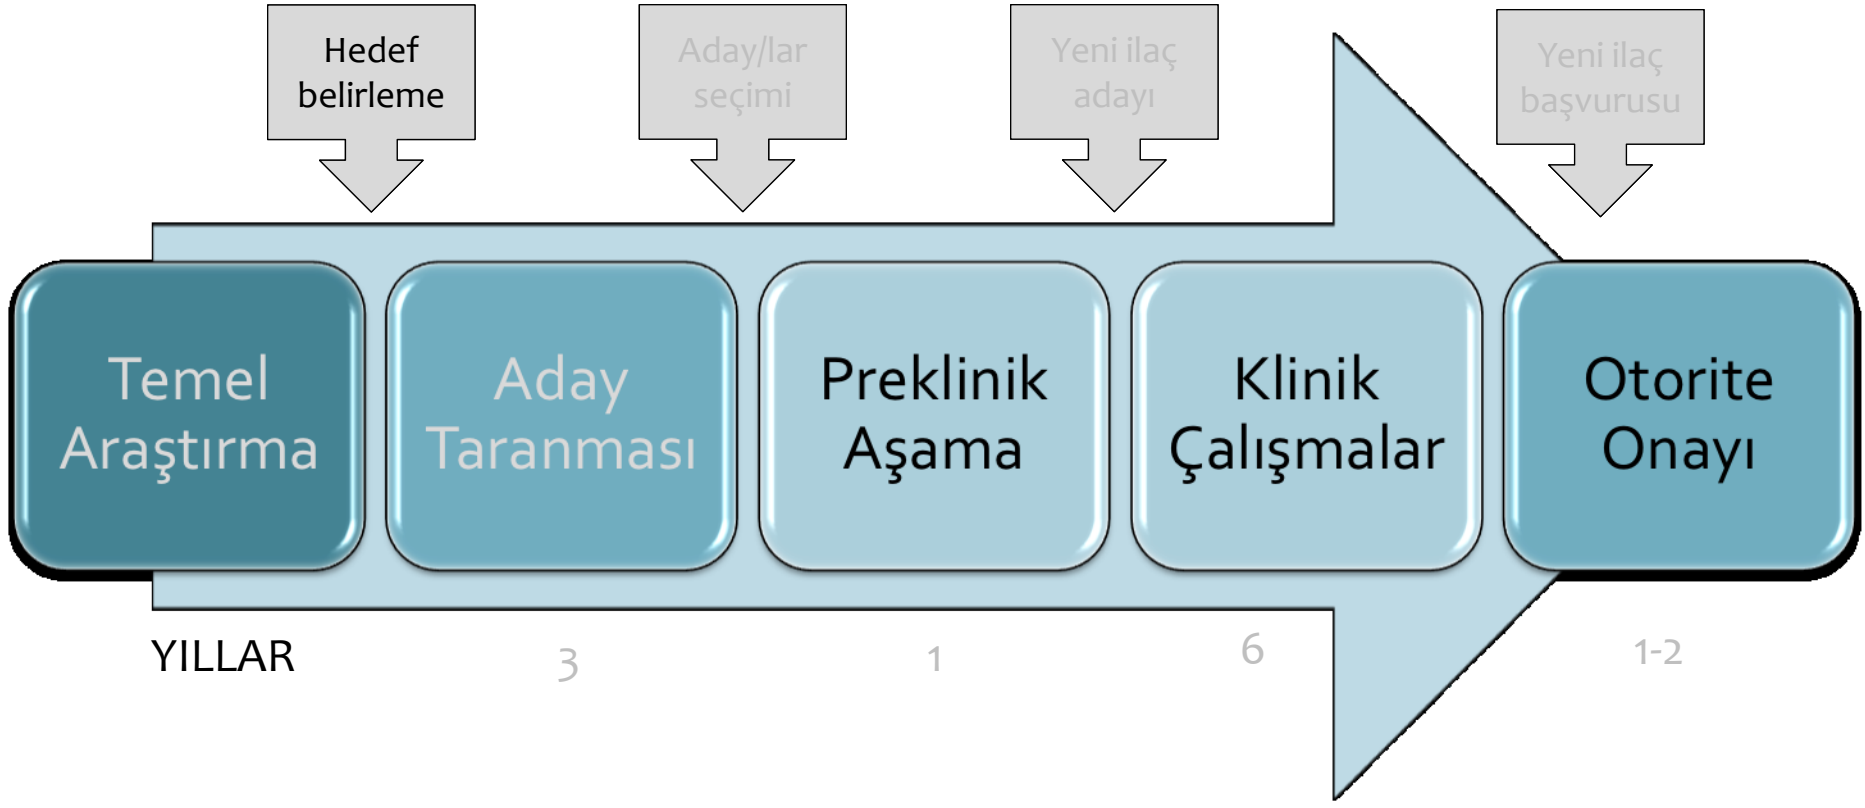 Hedef
belirleme
Aday/lar
seçimi
Yeni ilaç
adayı
Yeni ilaç
başvurusu
Temel
Araştırma
Aday
Taranması
Preklinik
Aşama
Klinik
Çalışmalar
Otorite
Onayı
YILLAR
3
1
6
1-2